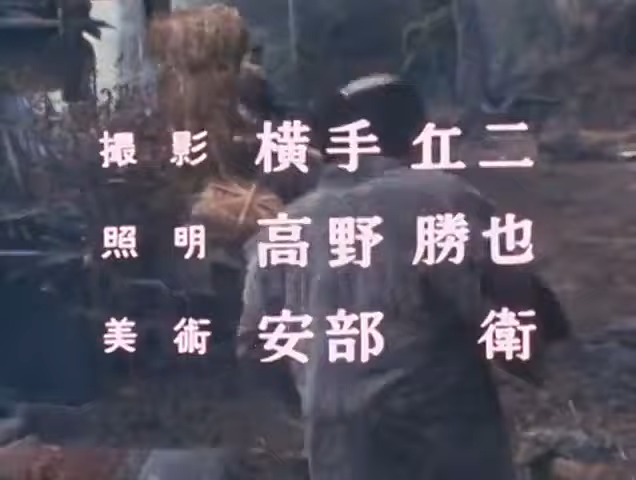 撮影 横手 丘二
照明 高野 勝也
美術 安部 衛